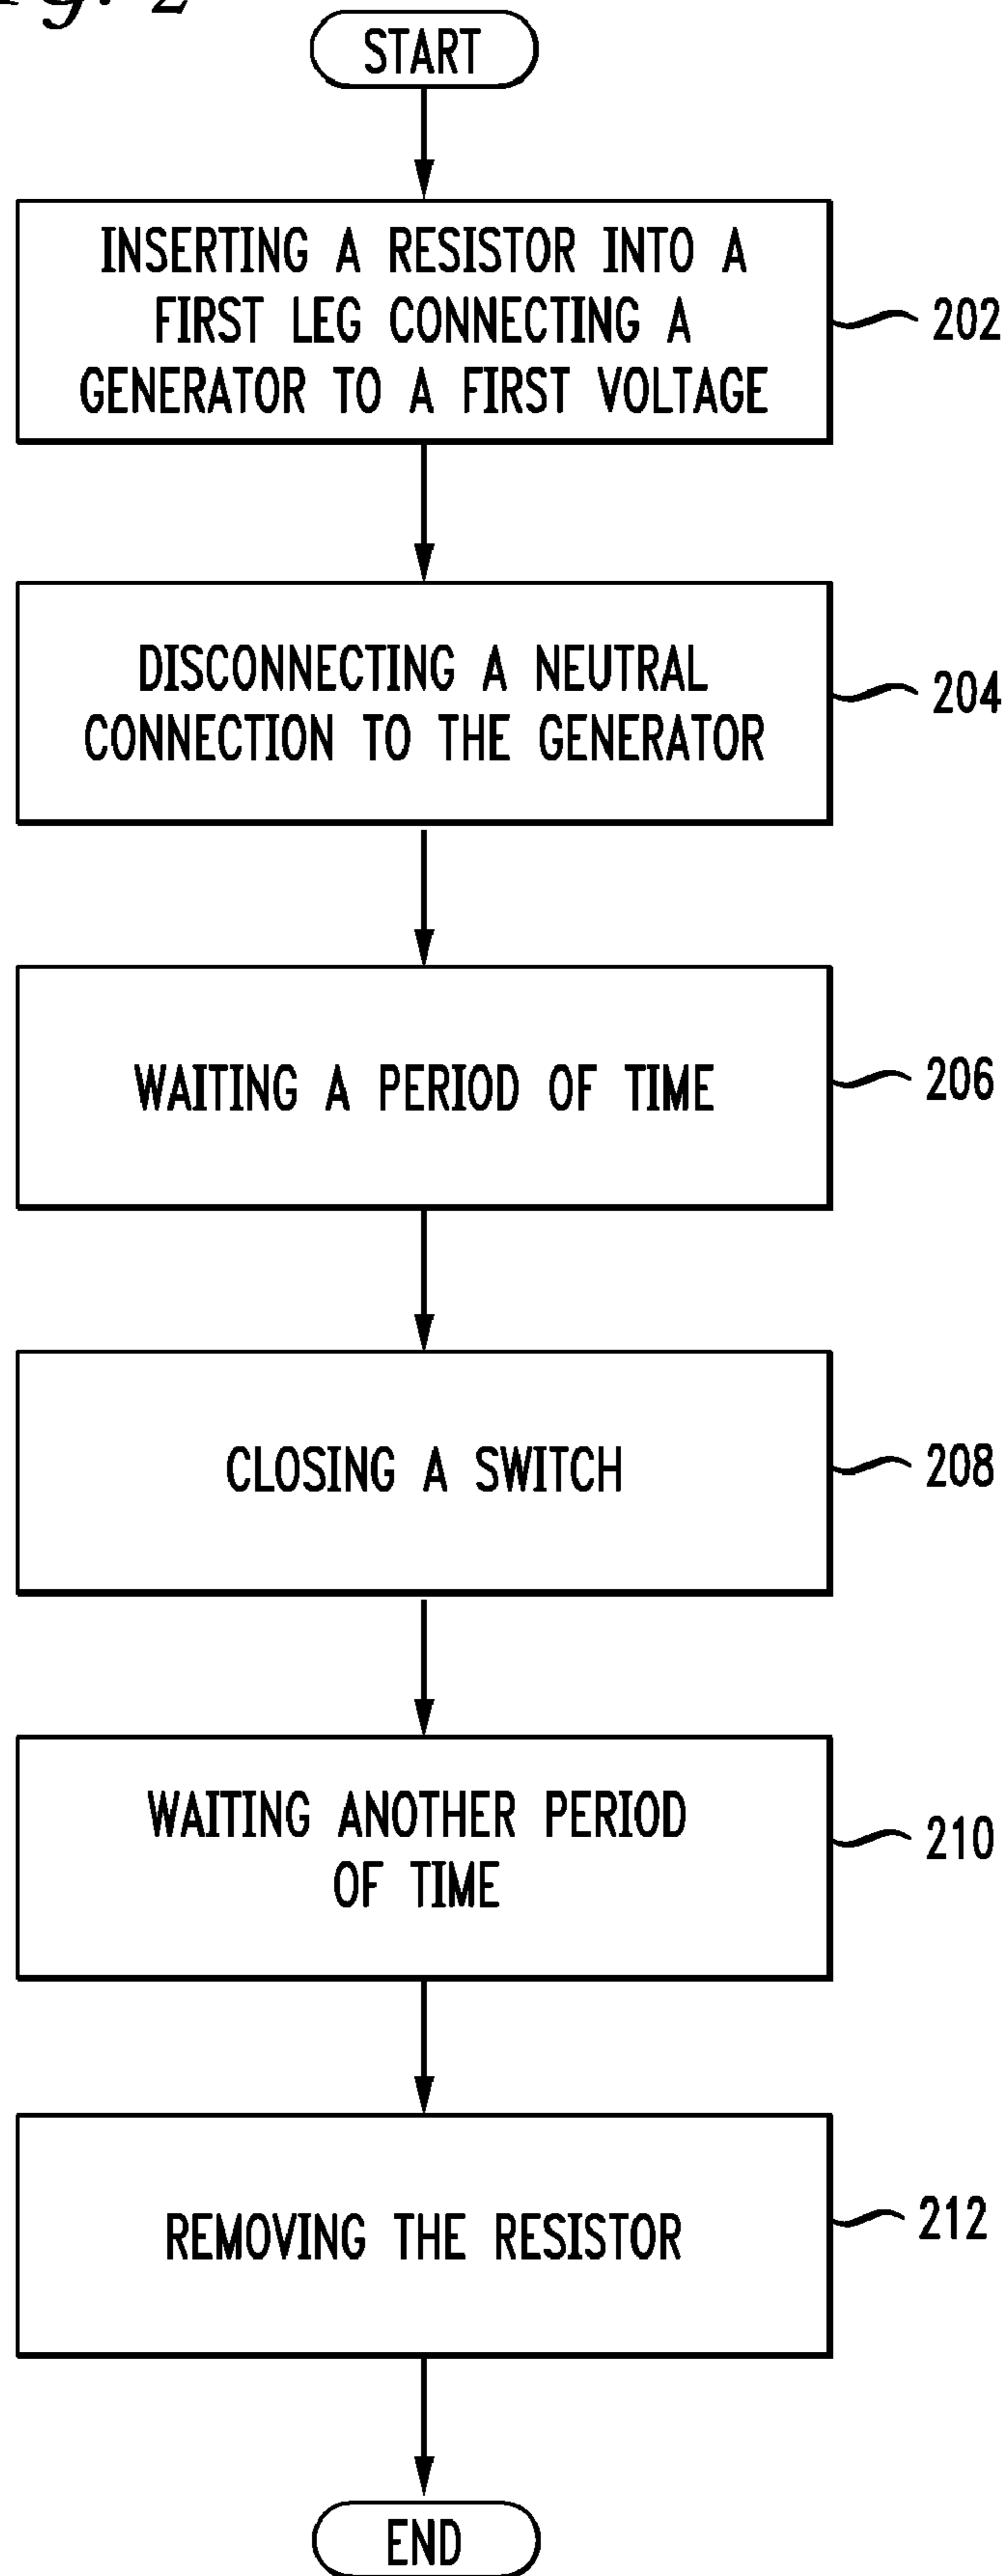 START
INSERTING A RESISTOR INTO A
FIRST LEG CONNECTING A
GENERATOR TO A FIRST VOLTAGE
202
DISCONNECTING A NEUTRAL
CONNECTION TO THE GENERATOR
204
WAITING A PERIOD OF TIME
206
CLOSING A SWITCH
208
WAITING ANOTHER PERIOD
OF TIME
210
REMOVING THE RESISTOR
212
END